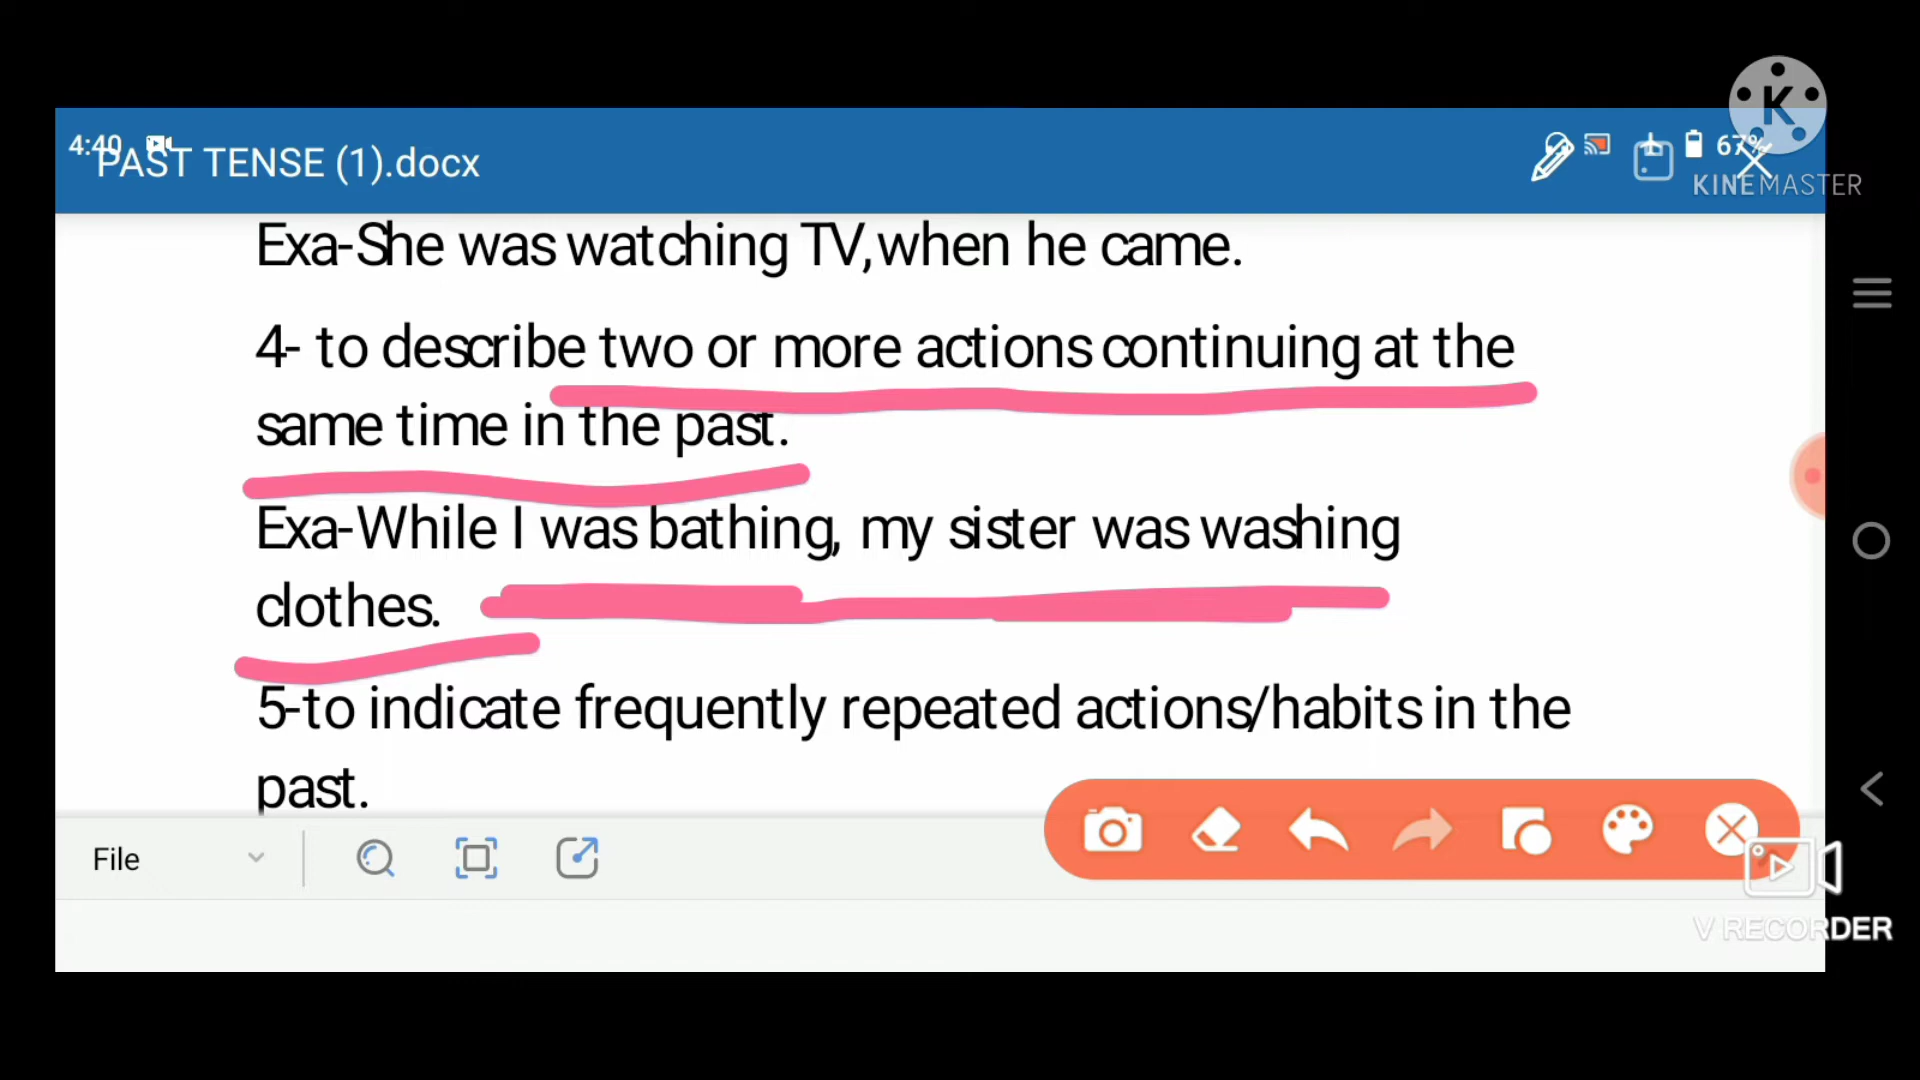 4:40
PAST TENSE (1).docx
67%
K
KINEMASTER
Exa-She was watching TV,when he came.
4- to describe two or more actions continuing at the
same time in the past.
Exa-While I was bathing, my sister was washing
clothes.
5-to indicate frequently repeated actions/habits in the
past.
File
V RECORDER